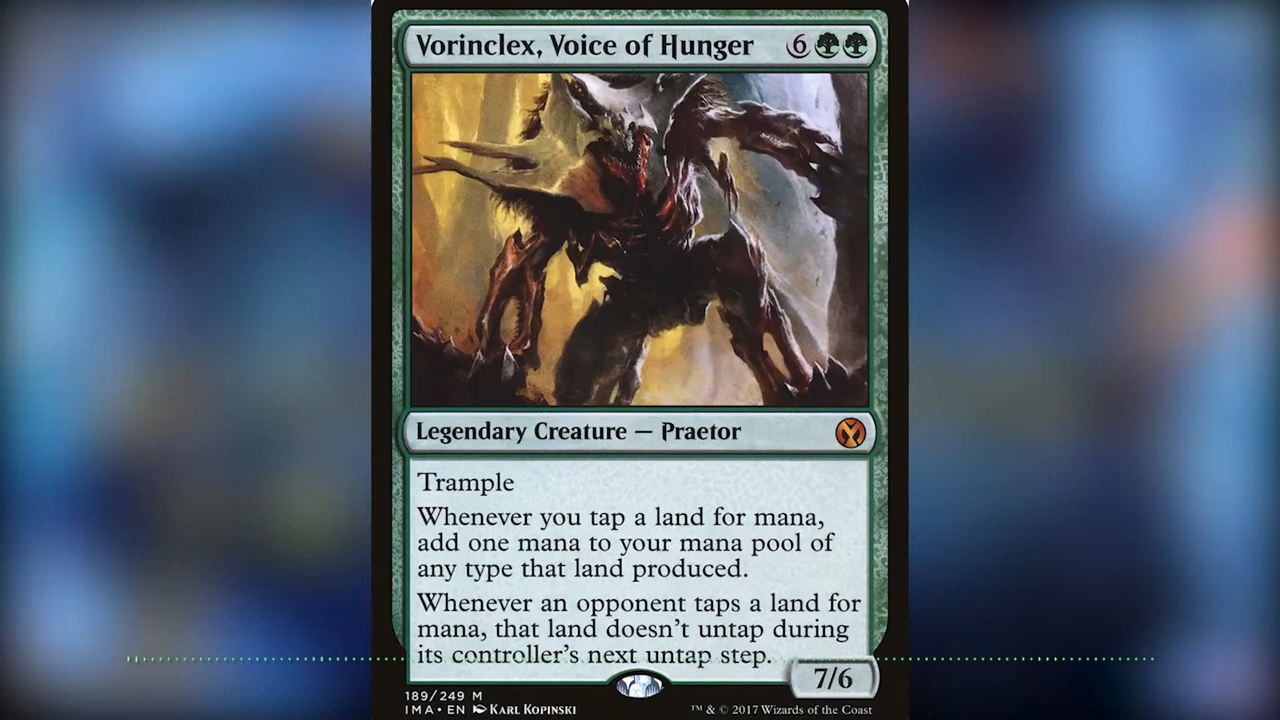 Vorinclex, Voice of Hunger 6
Legendary Creature — Praetor
Trample
Whenever you tap a land for mana,
add one mana to your mana pool of
any type that land produced.
Whenever an opponent taps a land for
mana, that land doesn't untap during
its controller's next untap step.
7/6
189/249 M
IMA • EN Karl Kopinski
™ & © 2017 Wizards of the Coast